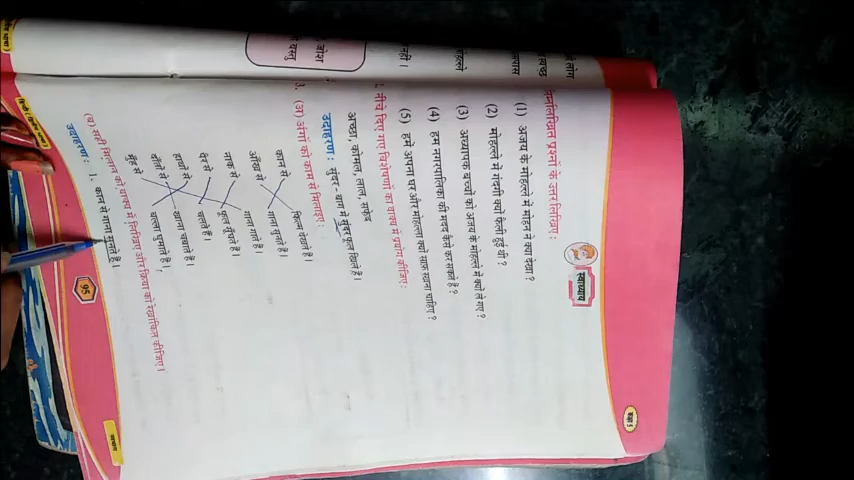 स्वाध्याय
निम्नलिखित प्रश्नों के उत्तर लिखिए :
(1) अजय के मोहल्ले में मोहन ने क्या देखा ?
(2) मोहल्ले में गंदगी क्यों फैली हुई थी ?
(3) अध्यापक बच्चों को अजय के मोहल्ले में क्यों ले गए ?
(4) हम नगरपालिका की मदद कैसे कर सकते हैं ?
(5) हमें अपना घर और मोहल्ला क्यों साफ़ रखना चाहिए ?
नीचे दिए गए विशेषणों का वाक्य में प्रयोग कीजिए :
अच्छा, कोमल, लाल, सफ़ेद
उदाहरण : सुंदर - बाग में सुंदर फूल खिले हैं।
3. (अ) अंगों को काम से मिलाइए :
कान से फिल्म देखते हैं।
आँख से गाना सुनते हैं।
नाक से गाना गाते हैं।
पैर से फूल सूँघते हैं।
हाथों से चलते हैं।
दाँतों से खाना चबाते हैं।
मुँह से
(ब) सही मिलान को वाक्य में लिखिए और क्रिया को रेखांकित कीजिए।
उदाहरण : 1. कान से गाना सुनते हैं।
95